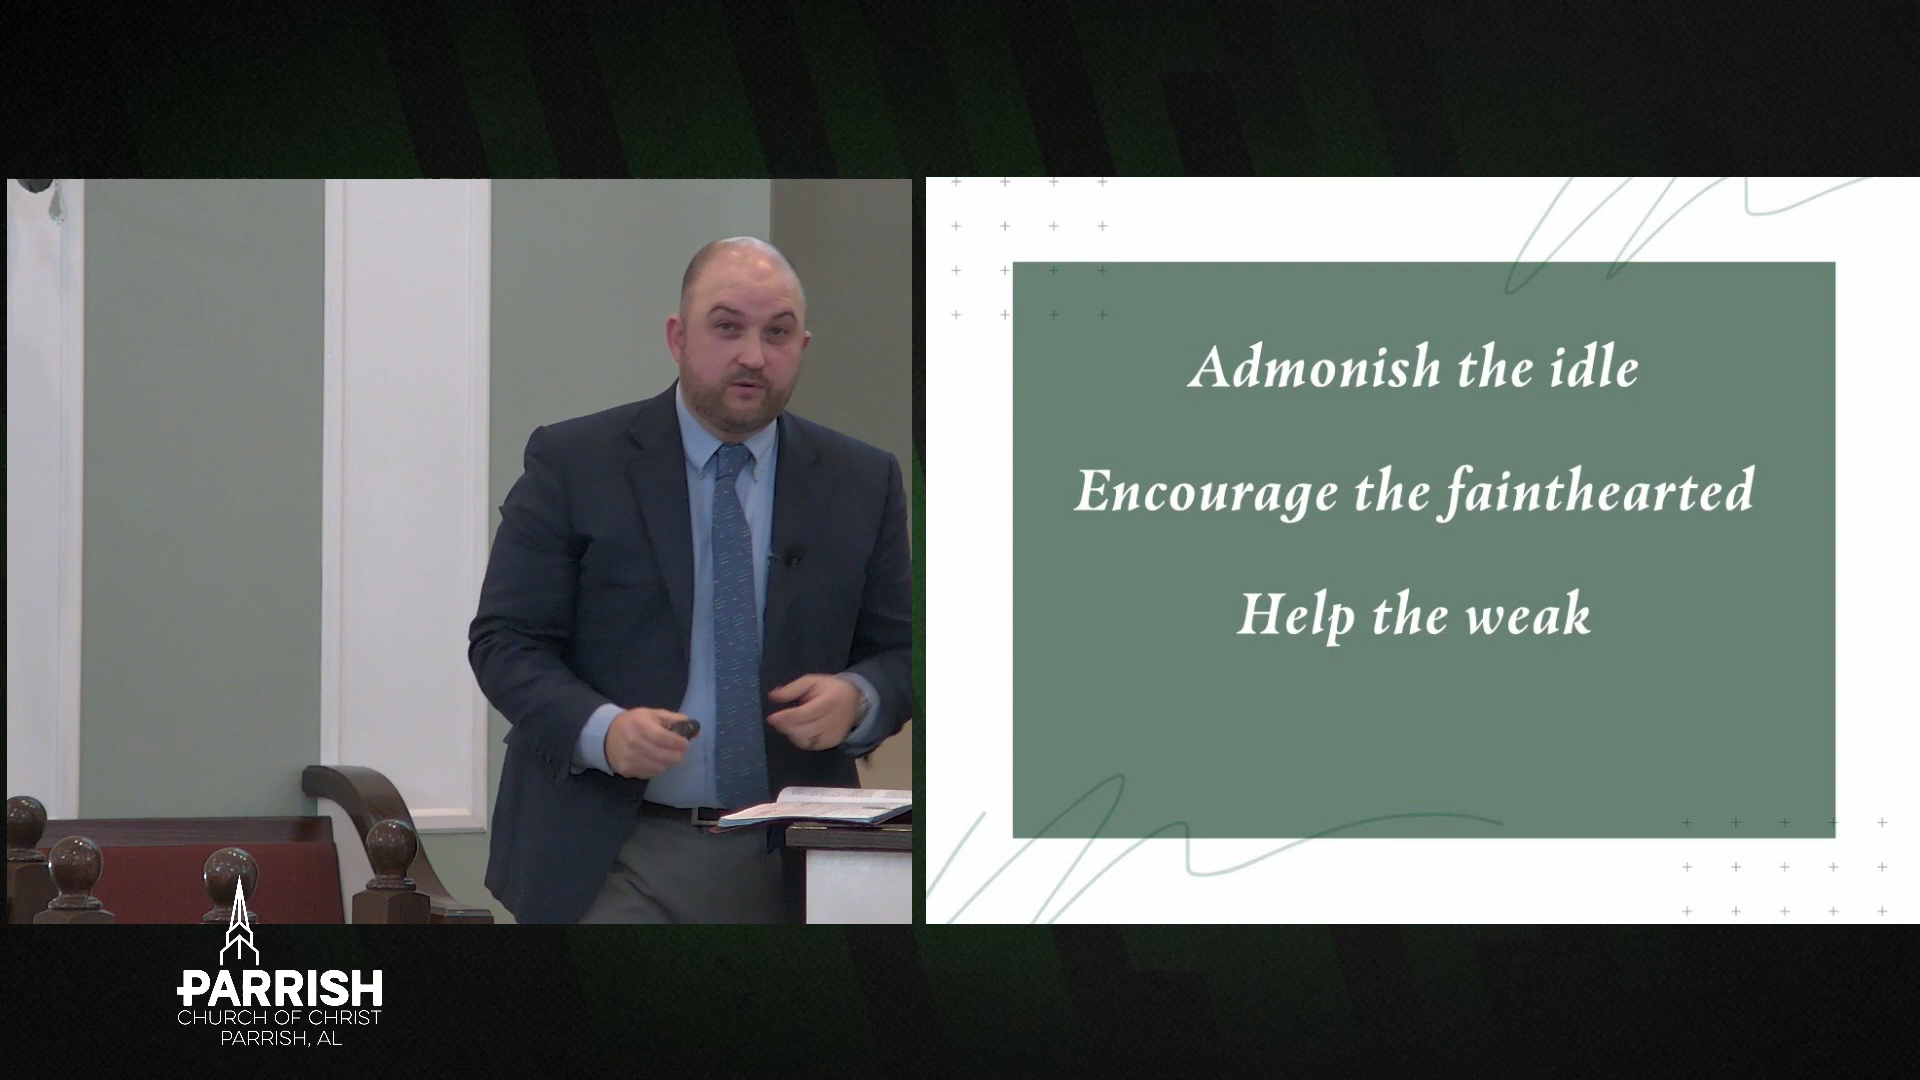 Admonish the idle
Encourage the fainthearted
Help the weak
PARRISH
CHURCH OF CHRIST
PARRISH, AL